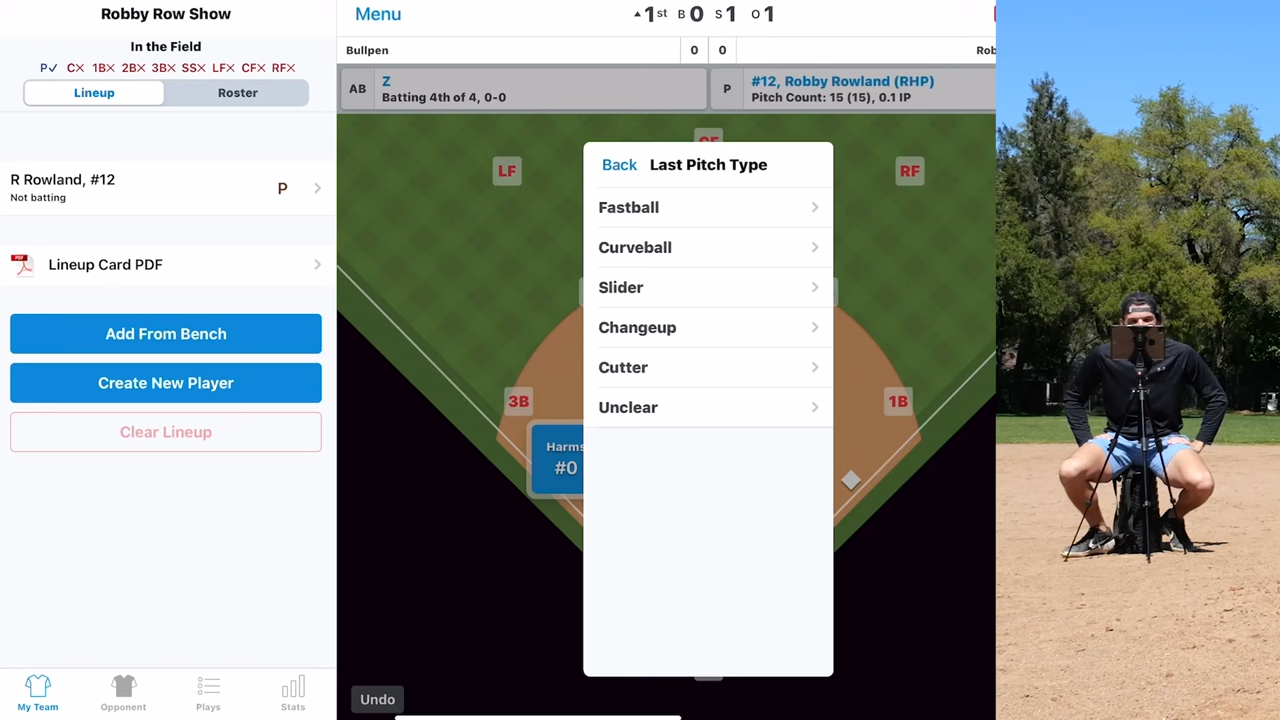 Robby Row Show
In the Field
P✓ C× 1B× 2B× 3B× SS× LF× CF× RF×
Lineup
Roster
R Rowland, #12
Not batting
P
PDF
Lineup Card PDF
Add From Bench
Create New Player
Clear Lineup
My Team
Opponent
Plays
Stats
Menu
▲1st B 0 S 1 O 1
Bullpen
0
0
Rob
AB
Z
Batting 4th of 4, 0-0
P
#12, Robby Rowland (RHP)
Pitch Count: 15 (15), 0.1 IP
LF
RF
3B
1B
Harms
#0
Back
Last Pitch Type
Fastball
Curveball
Slider
Changeup
Cutter
Unclear
Undo